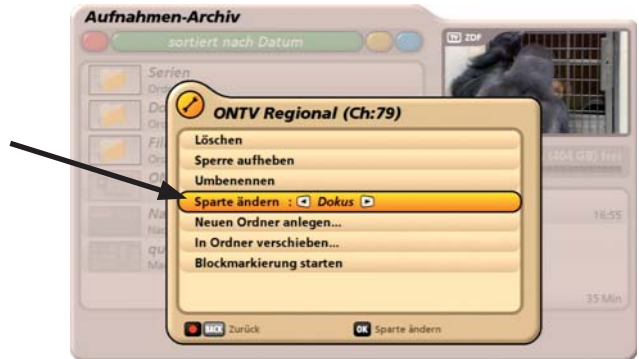 Aufnahmen-Archiv
sortiert nach Datum
TV ZDF
Serien
ONTV Regional (Ch:79)
Löschen
Sperre aufheben
Umbenennen
Sparte ändern : Dokus
Neuen Ordner anlegen...
In Ordner verschieben...
Blockmarkierung starten
(404 GB) frei
16:55
35 Min
BACK Zurück
OK Sparte ändern